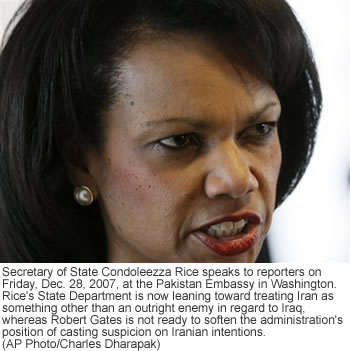 Secretary of State Condoleezza Rice speaks to reporters on
Friday, Dec. 28, 2007, at the Pakistan Embassy in Washington.
Rice's State Department is now leaning toward treating Iran as
something other than an outright enemy in regard to Iraq,
whereas Robert Gates is not ready to soften the administration's
position of casting suspicion on Iranian intentions.
(AP Photo/Charles Dharapak)